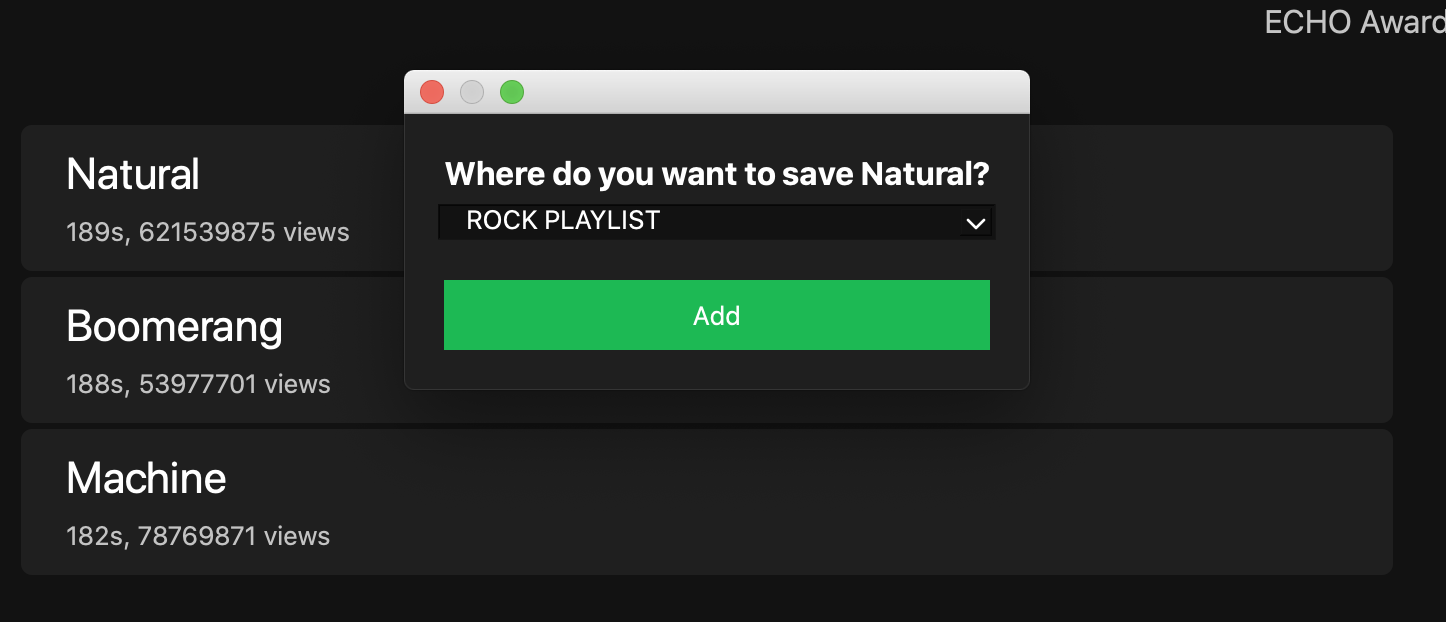 ECHO Award
Where do you want to save Natural?
ROCK PLAYLIST
Add
Natural
189s, 621539875 views
Boomerang
188s, 53977701 views
Machine
182s, 78769871 views